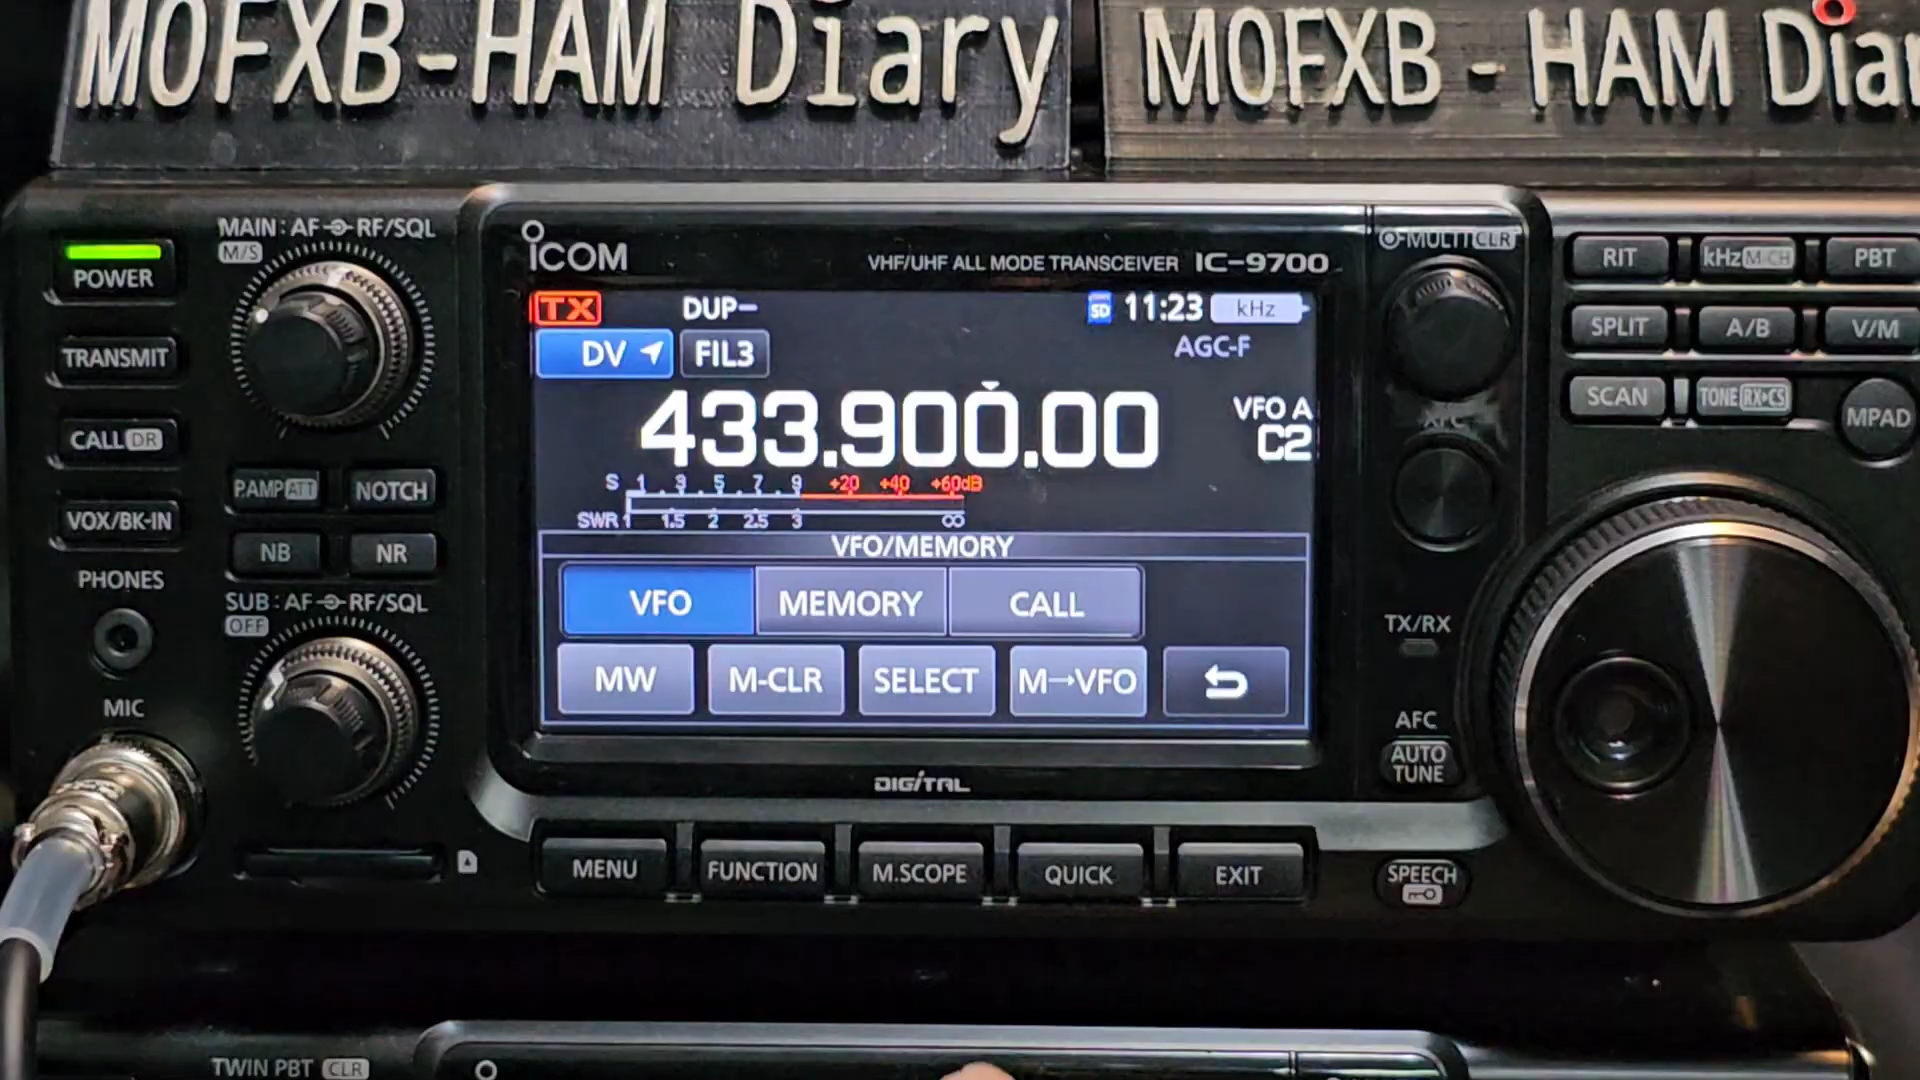 M0FXB-HAM Diary
M0FXB - HAM Diar
POWER
TRANSMIT
CALL DR
VOX/BK-IN
PHONES
MIC
MAIN: AF RF/SQL
M/S
P.AMP ATT
NOTCH
NB
NR
SUB: AF RF/SQL
OFF
ICOM
VHF/UHF ALL MODE TRANSCEIVER IC-9700
TX
DUP-
SD
11:23
kHz
DV
FIL3
AGC-F
433.900.00
VFO A
C2
S 1 3 5 7 9 +20 +40 +60dB
SWR 1 1.5 2 2.5 3 ∞
VFO/MEMORY
VFO
MEMORY
CALL
MW
M-CLR
SELECT
M→VFO
DIGITAL
MENU
FUNCTION
M.SCOPE
QUICK
EXIT
MULTI CLR
AFC
TX/RX
AFC
AUTO TUNE
SPEECH
RIT
kHz M-CH
PBT
SPLIT
A/B
V/M
SCAN
TONE RX▸CS
MPAD
TWIN PBT CLR